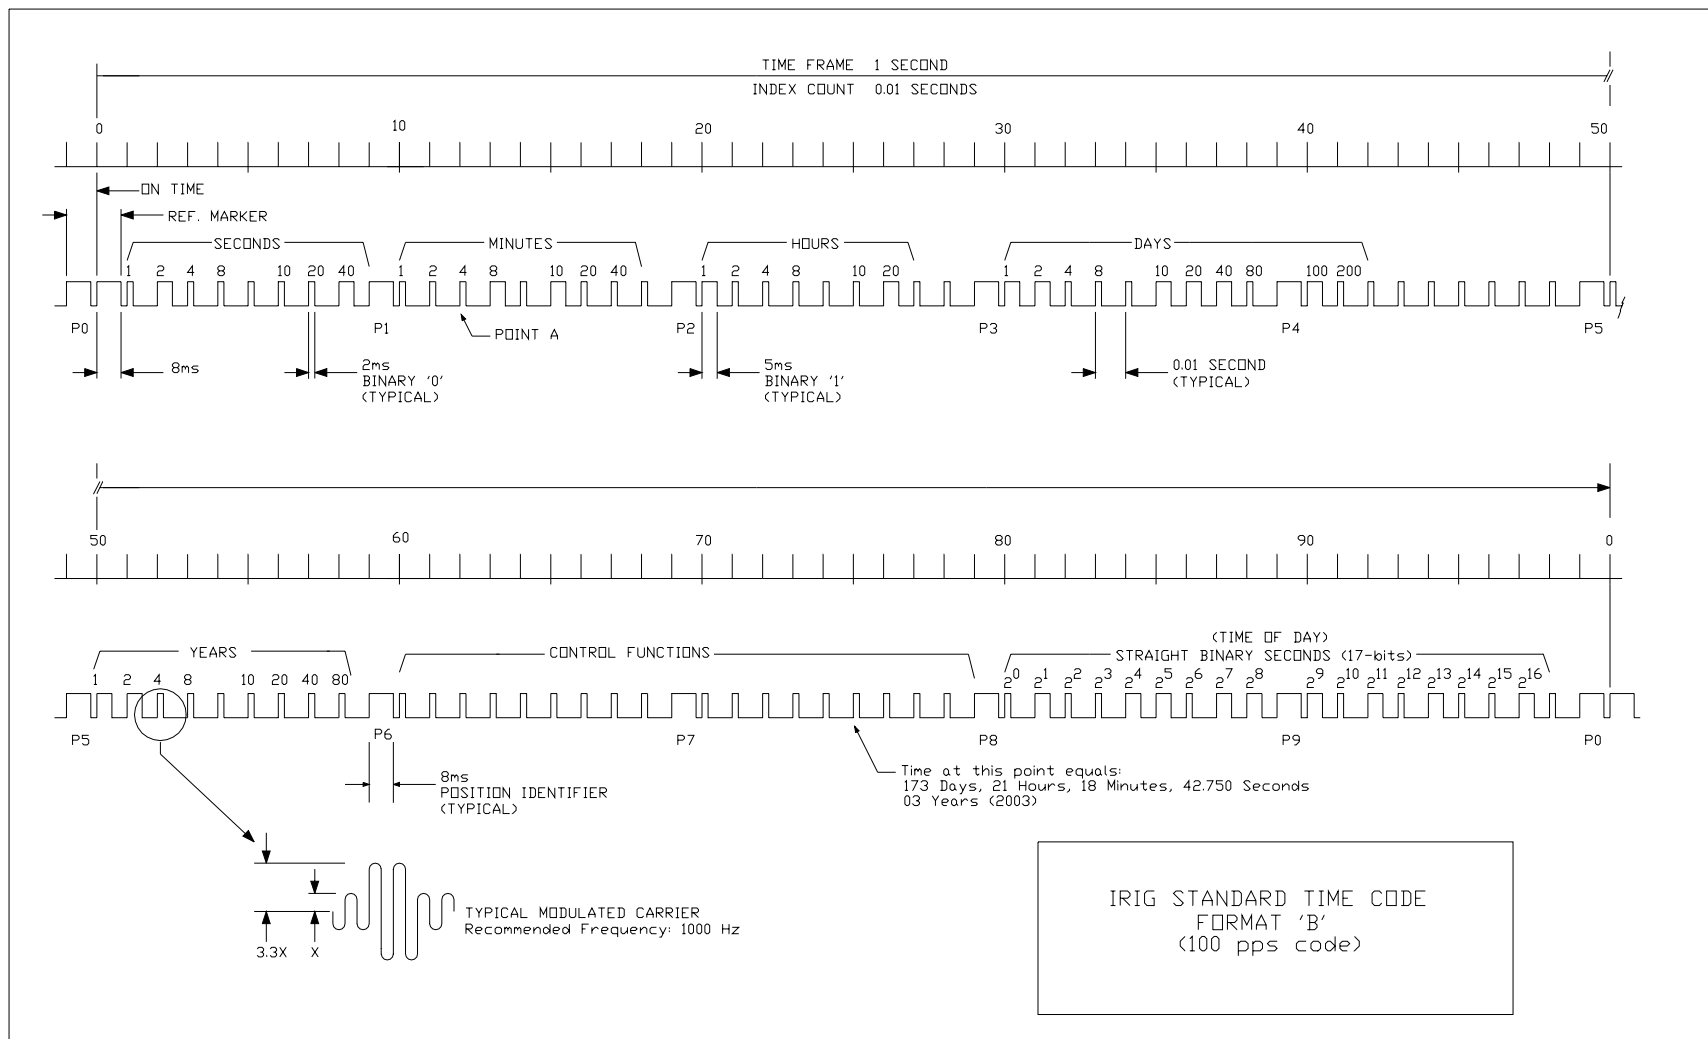 TIME FRAME 1 SECOND
INDEX COUNT 0.01 SECONDS
0 10 20 30 40 50
ON TIME
REF. MARKER
SECONDS MINUTES HOURS DAYS
1 2 4 8 10 20 40 1 2 4 8 10 20 40 1 2 4 8 10 20 1 2 4 8 10 20 40 80 100 200
P0 P1 P2 P3 P4 P5
POINT A
8ms
2ms
BINARY '0'
(TYPICAL)
5ms
BINARY '1'
(TYPICAL)
0.01 SECOND
(TYPICAL)
50 60 70 80 90 0
YEARS CONTROL FUNCTIONS
(TIME OF DAY)
STRAIGHT BINARY SECONDS (17-bits)
1 2 4 8 10 20 40 80 2^0 2^1 2^2 2^3 2^4 2^5 2^6 2^7 2^8 2^9 2^10 2^11 2^12 2^13 2^14 2^15 2^16
P5 P6 P7 P8 P9 P0
8ms
POSITION IDENTIFIER
(TYPICAL)
Time at this point equals:
173 Days, 21 Hours, 18 Minutes, 42.750 Seconds
03 Years (2003)
TYPICAL MODULATED CARRIER
Recommended Frequency: 1000 Hz
3.3X X
IRIG STANDARD TIME CODE
FORMAT 'B'
(100 pps code)